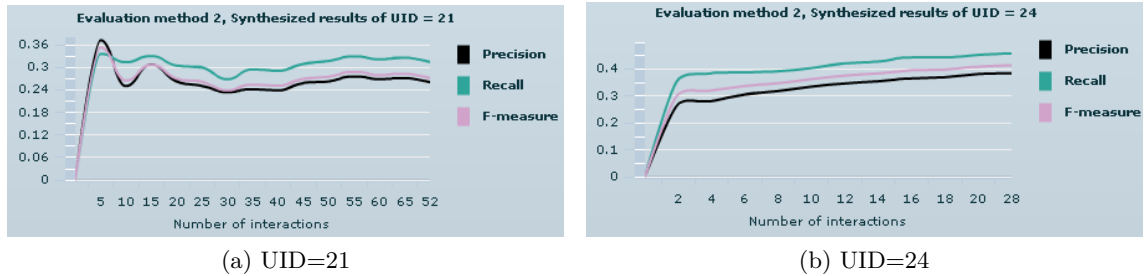 Evaluation method 2, Synthesized results of UID = 21
0.36
0.3
0.24
0.18
0.12
0.06
0
5 10 15 20 25 30 35 40 45 50 55 60 65 52
Number of interactions
Precision
Recall
F-measure
(a) UID=21
Evaluation method 2, Synthesized results of UID = 24
0.4
0.3
0.2
0.1
0
2 4 6 8 10 12 14 16 18 20 28
Number of interactions
Precision
Recall
F-measure
(b) UID=24